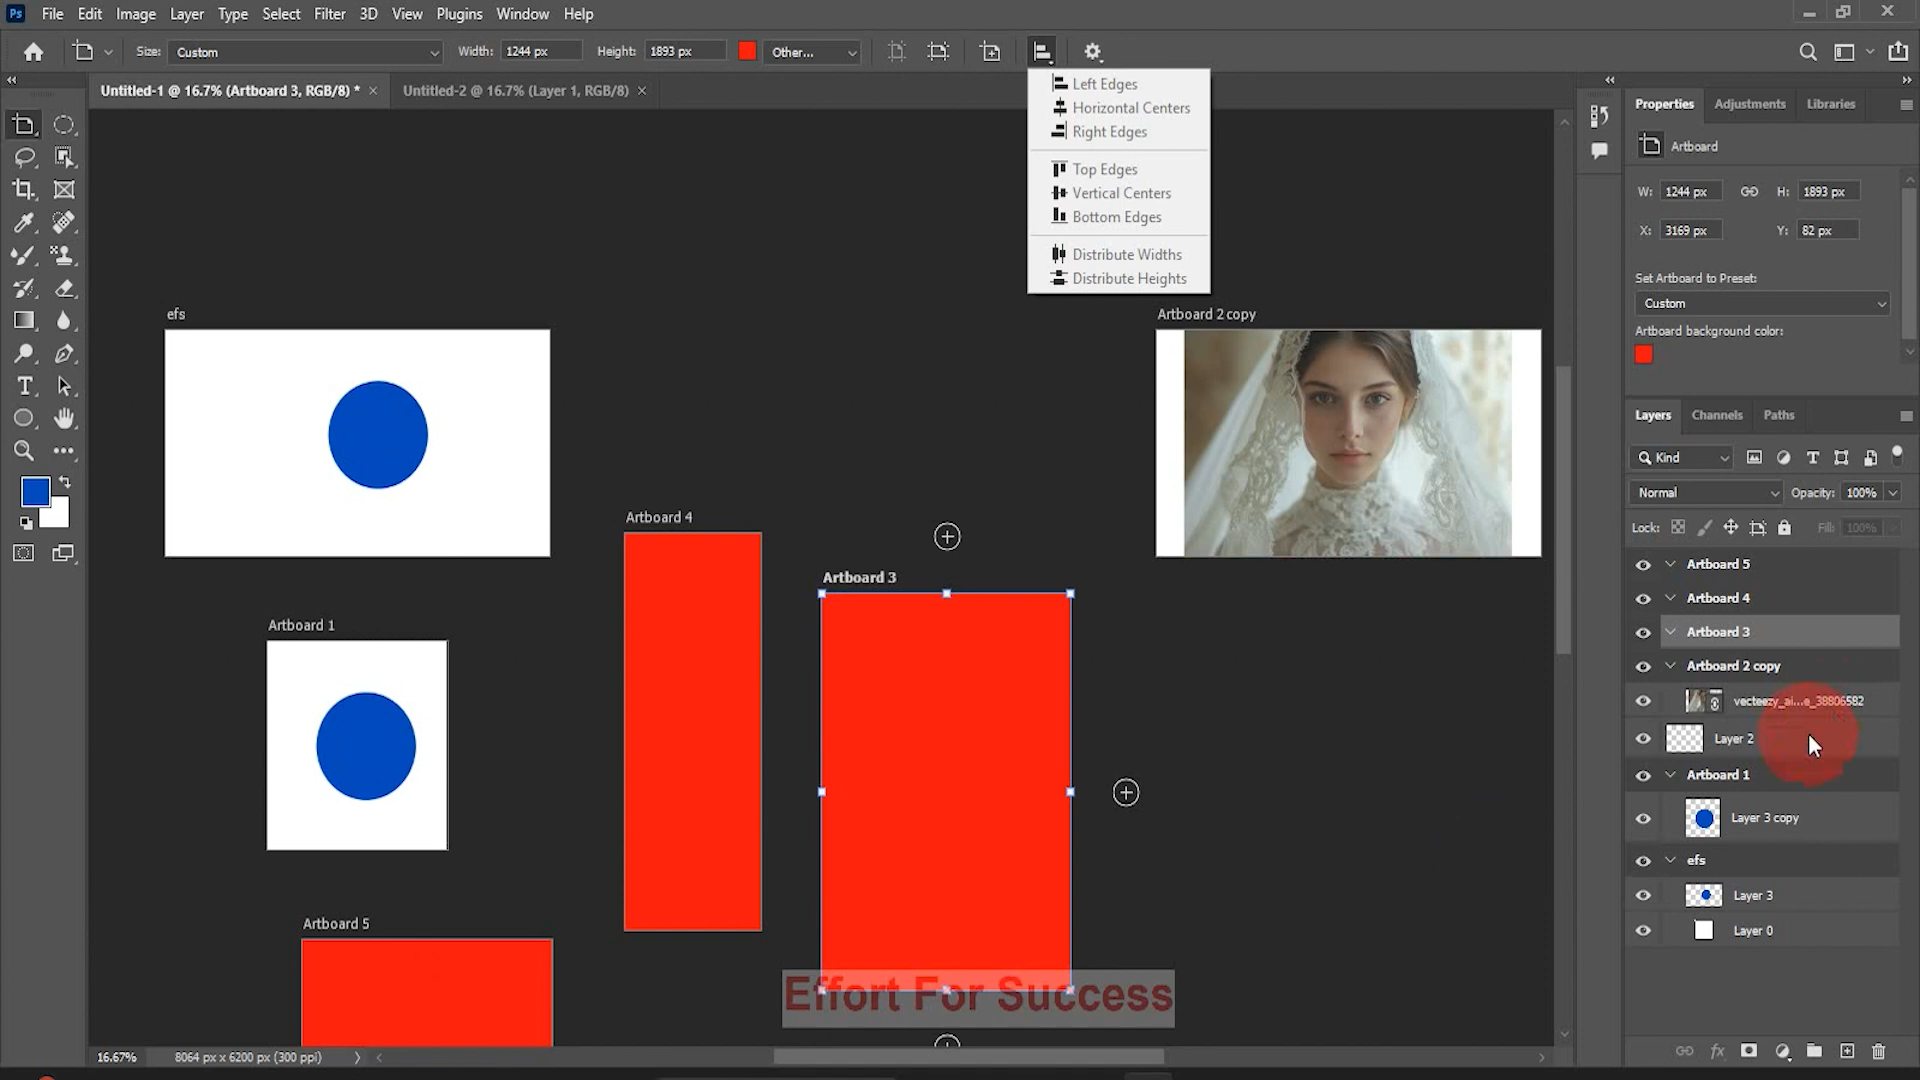 Ps File Edit Image Layer Type Select Filter 3D View Plugins Window Help
Size: Custom Width: 1244 px Height: 1893 px Other...
Untitled-1 @ 16.7% (Artboard 3, RGB/8) * × Untitled-2 @ 16.7% (Layer 1, RGB/8) ×
Left Edges
Horizontal Centers
Right Edges
Top Edges
Vertical Centers
Bottom Edges
Distribute Widths
Distribute Heights
efs
Artboard 2 copy
Artboard 4
Artboard 3
Artboard 1
Artboard 5
Effort For Success
16.67% 8064 px x 6200 px (300 ppi)
Properties Adjustments Libraries
Artboard
W: 1244 px H: 1893 px
X: 3169 px Y: 82 px
Set Artboard to Preset:
Custom
Artboard background color:
Layers Channels Paths
Kind
Normal Opacity: 100%
Lock: Fill: 100%
Artboard 5
Artboard 4
Artboard 3
Artboard 2 copy
vecteezy_ai...e_38806582
Layer 2
Artboard 1
Layer 3 copy
efs
Layer 3
Layer 0
fx